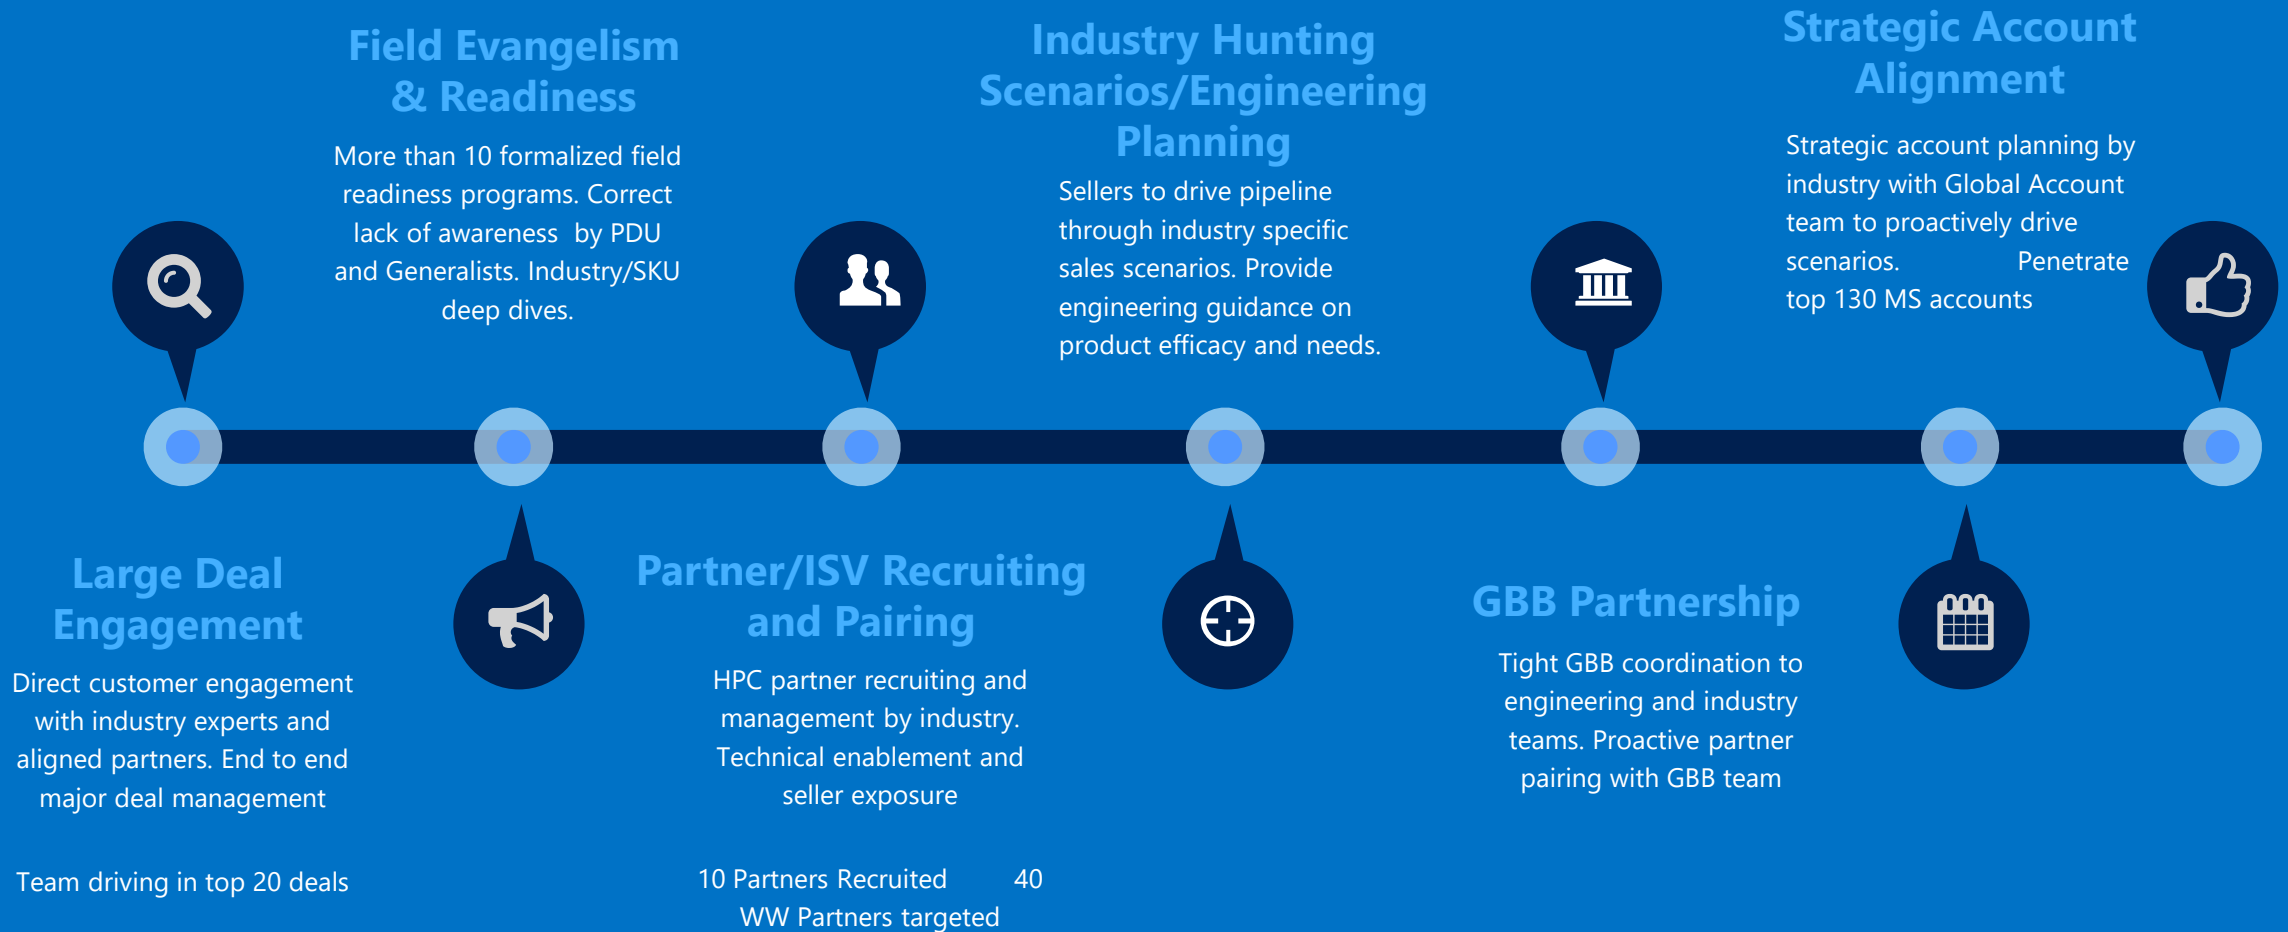 Field Evangelism
& Readiness
More than 10 formalized field
readiness programs. Correct
lack of awareness  by PDU
and Generalists. Industry/SKU
deep dives.
Industry Hunting
Scenarios/Engineering
Planning
Sellers to drive pipeline
through industry specific
sales scenarios. Provide
engineering guidance on
product efficacy and needs.
Strategic Account
Alignment
Strategic account planning by
industry with Global Account
team to proactively drive
scenarios. Penetrate
top 130 MS accounts
Large Deal
Engagement
Direct customer engagement
with industry experts and
aligned partners. End to end
major deal management
Team driving in top 20 deals
Partner/ISV Recruiting
and Pairing
HPC partner recruiting and
management by industry.
Technical enablement and
seller exposure
10 Partners Recruited 40
WW Partners targeted
GBB Partnership
Tight GBB coordination to
engineering and industry
teams. Proactive partner
pairing with GBB team